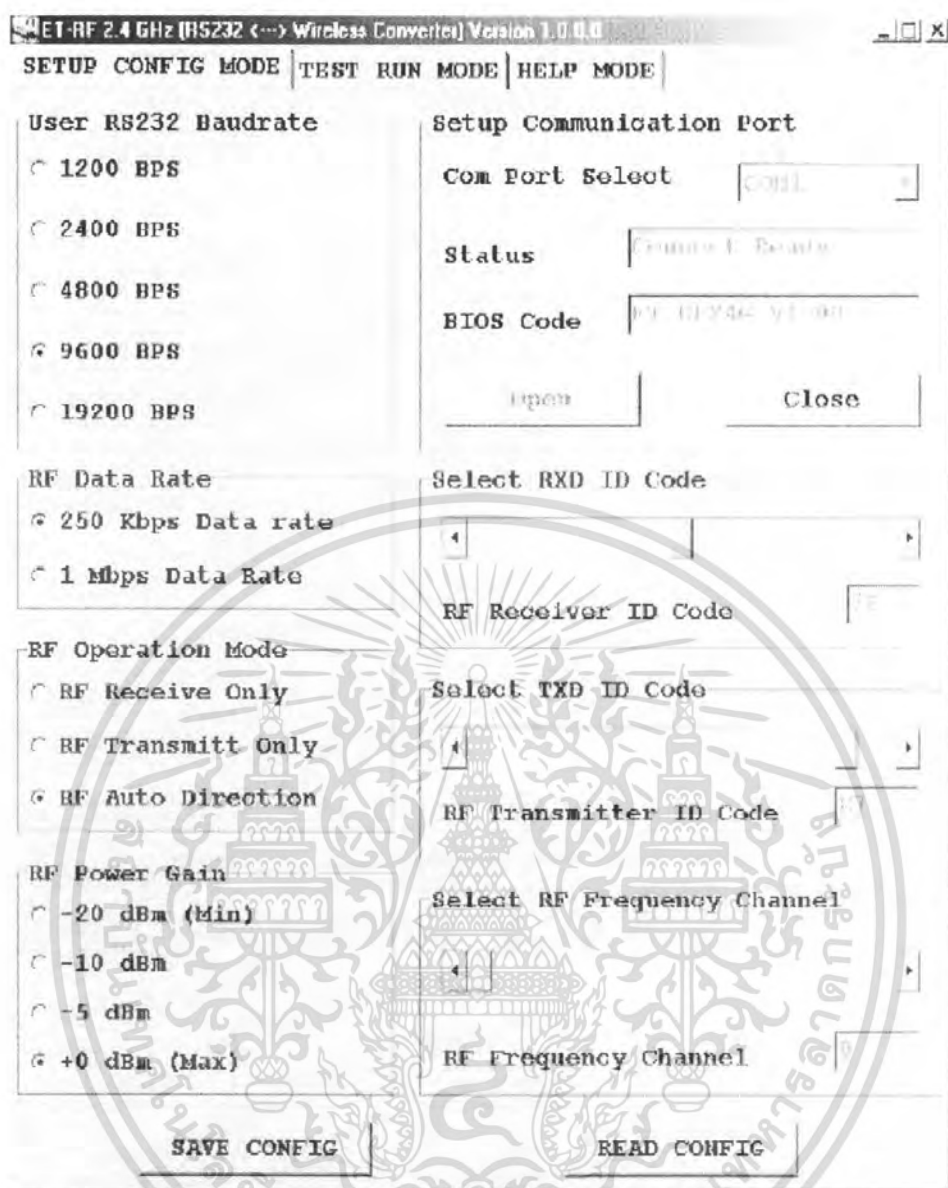 ET-RF 2.4 GHz (RS232 <---> Wireless Converter) Version 1.0.0.0
SETUP CONFIG MODE TEST RUN MODE HELP MODE
User RS232 Baudrate
1200 BPS
2400 BPS
4800 BPS
9600 BPS
19200 BPS
RF Data Rate
250 Kbps Data rate
1 Mbps Data Rate
RF Operation Mode
RF Receive Only
RF Transmitt Only
RF Auto Direction
RF Power Gain
-20 dBm (Min)
-10 dBm
-5 dBm
+0 dBm (Max)
SAVE CONFIG
Setup Communication Port
Com Port Select COM1
Status
BIOS Code
Open Close
Select RXD ID Code
RF Receiver ID Code
Select TXD ID Code
RF Transmitter ID Code
Select RF Frequency Channel
RF Frequency Channel 0
READ CONFIG